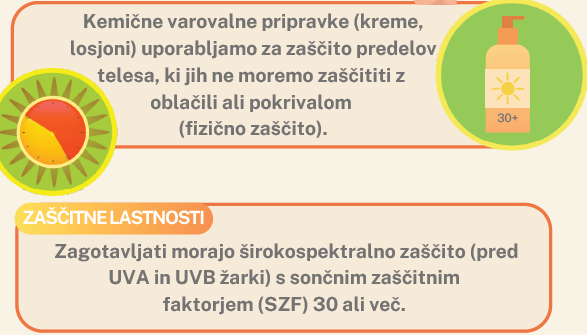 Kemične varovalne pripravke (kreme,
losjoni) uporabljamo za zaščito predelov
telesa, ki jih ne moremo zaščititi z
oblačili ali pokrivalom
(fizično zaščito).
30+
ZAŠČITNE LASTNOSTI
Zagotavljati morajo širokospektralno zaščito (pred
UVA in UVB žarki) s sončnim zaščitnim
faktorjem (SZF) 30 ali več.